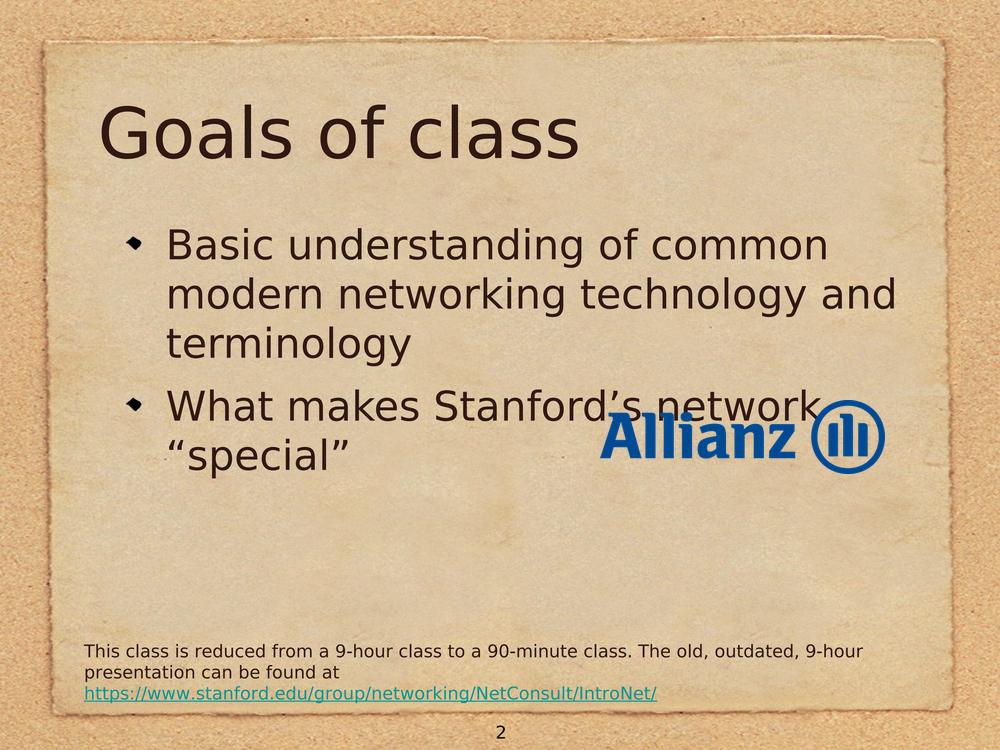 Goals of class
Basic understanding of common
modern networking technology and
terminology
What makes Stanford’s network
“special”
Allianz
This class is reduced from a 9-hour class to a 90-minute class. The old, outdated, 9-hour
presentation can be found at
https://www.stanford.edu/group/networking/NetConsult/IntroNet/
2